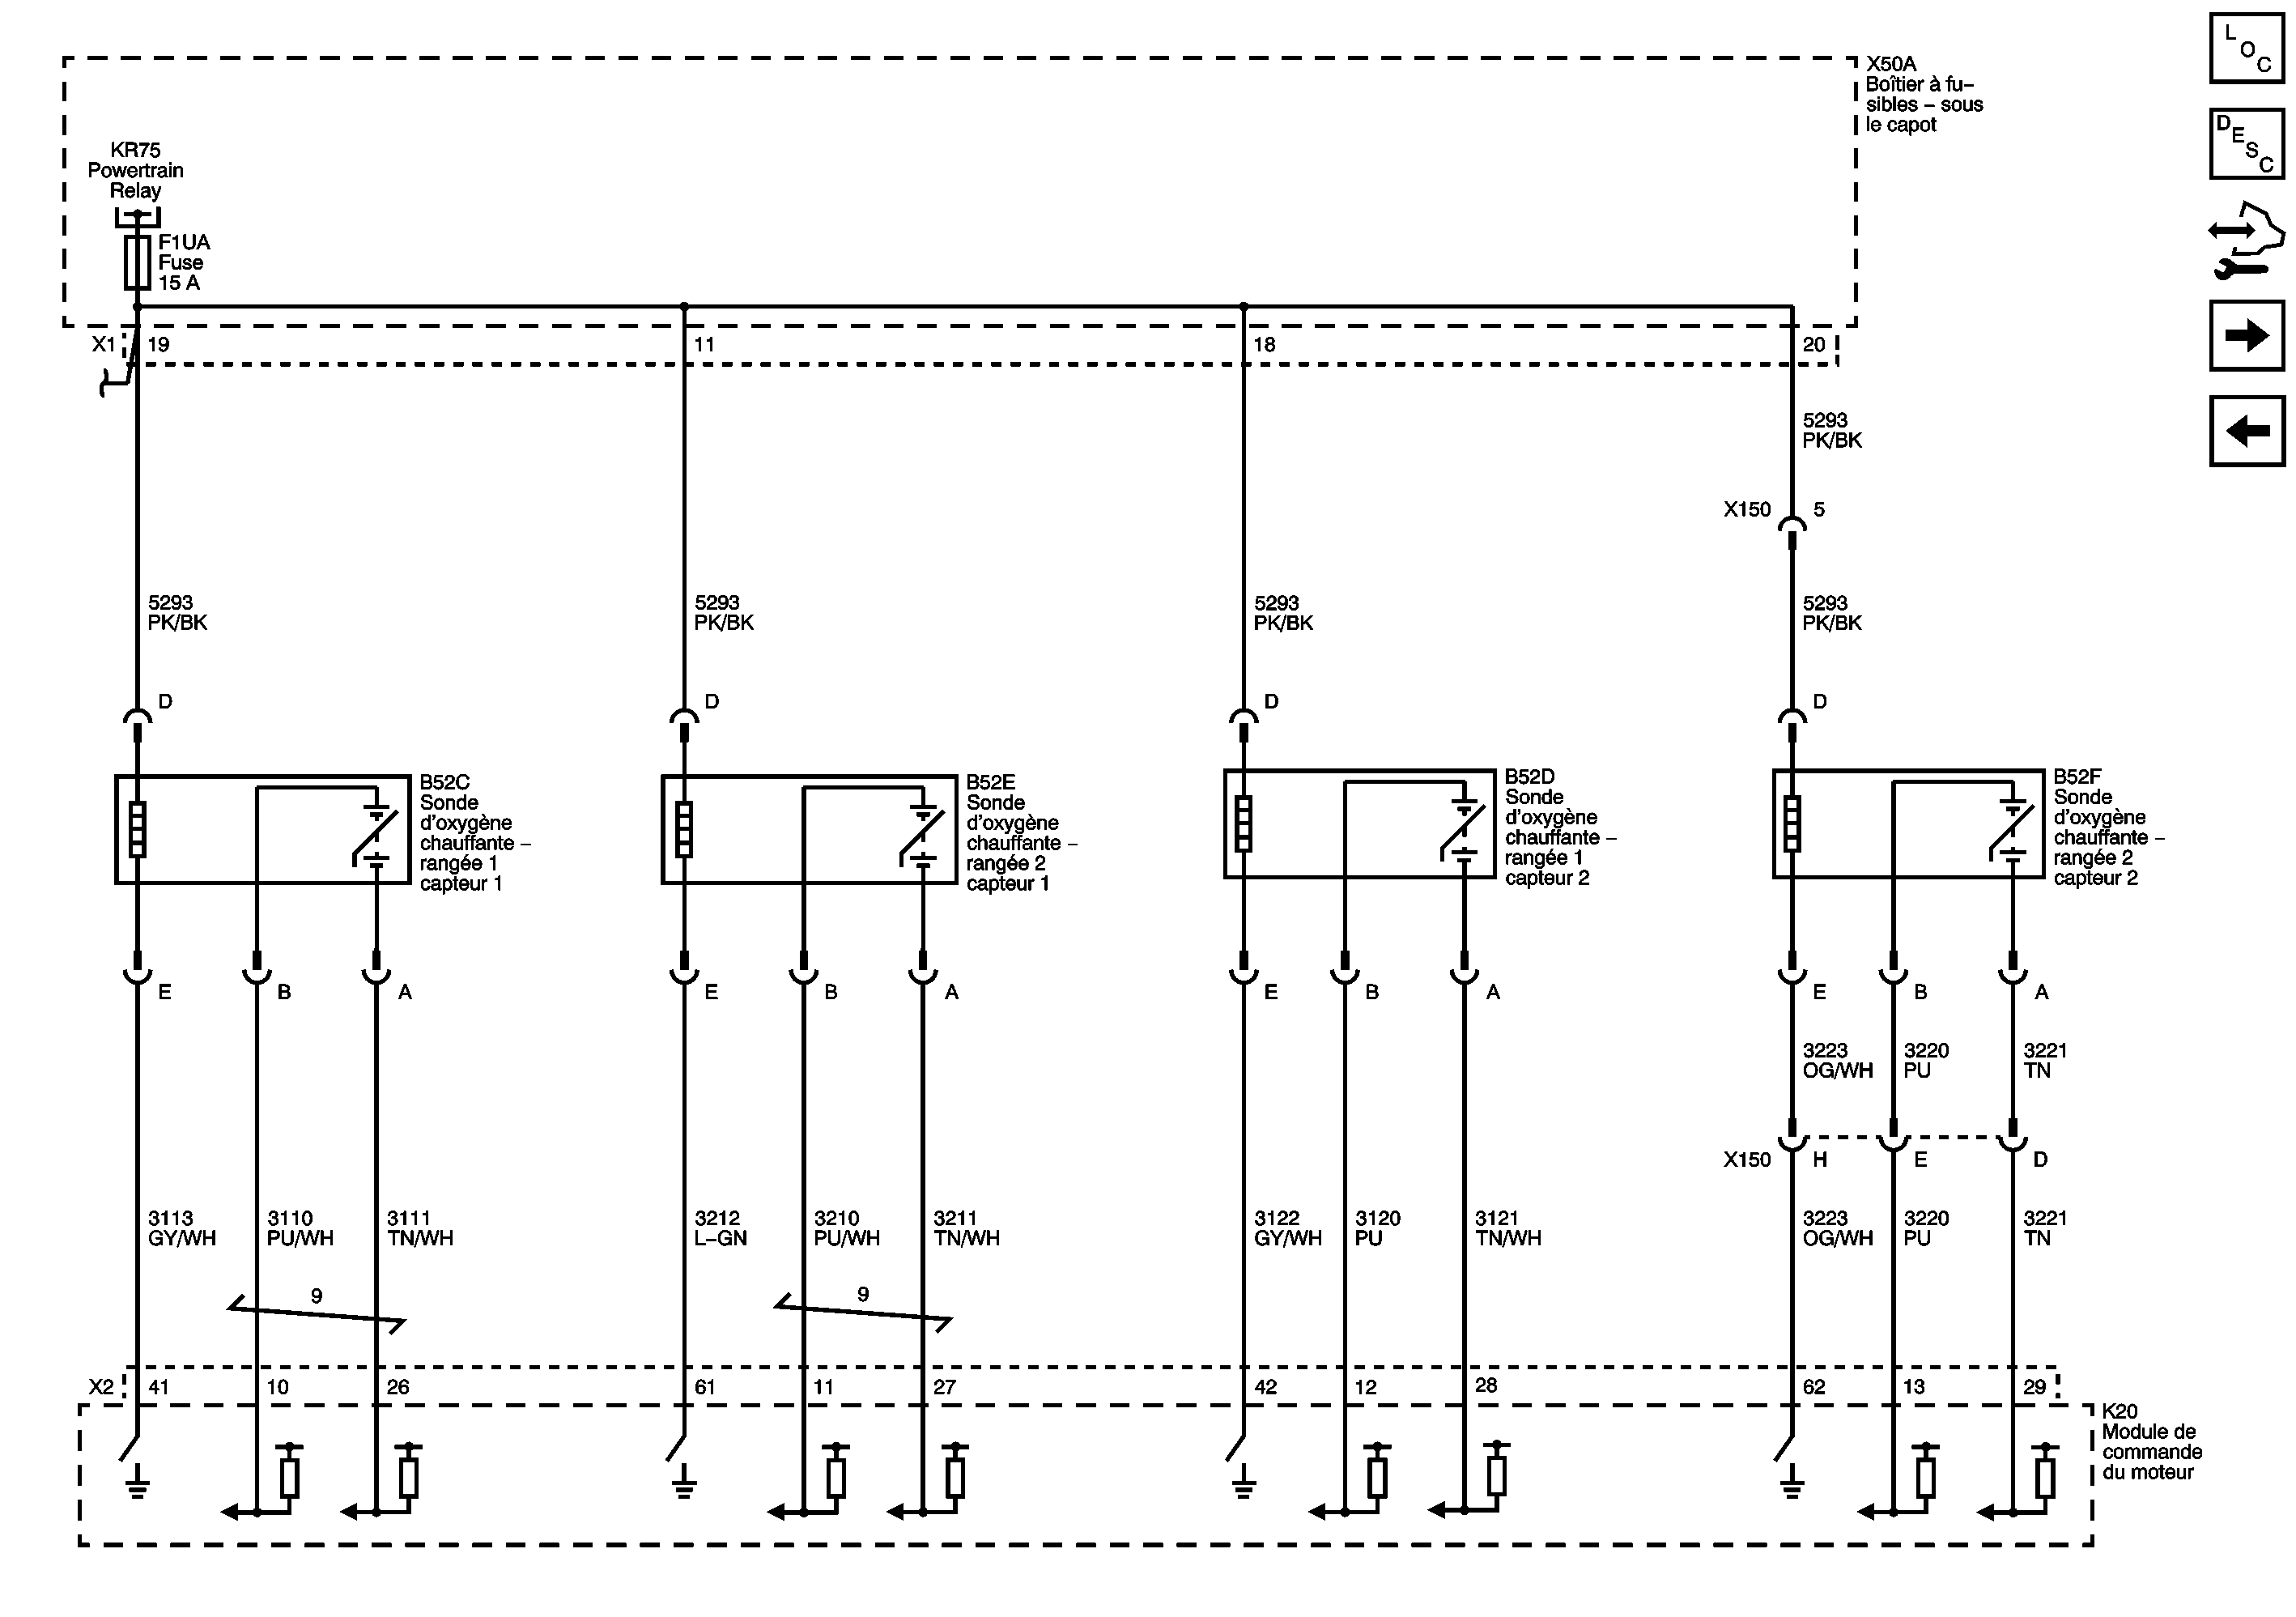 L
O
C
D
E
S
C
X50A
Boîtier à fu–
sibles – sous
le capot
KR75
Powertrain
Relay
F1UA
Fuse
15 A
X1 19 11 18 20
5293
PK/BK
X150 5
5293
PK/BK
5293
PK/BK
5293
PK/BK
5293
PK/BK
D D D D
B52C
Sonde
d'oxygène
chauffante –
rangée 1
capteur 1
B52E
Sonde
d'oxygène
chauffante –
rangée 2
capteur 1
B52D
Sonde
d'oxygène
chauffante –
rangée 1
capteur 2
B52F
Sonde
d'oxygène
chauffante –
rangée 2
capteur 2
E B A E B A E B A E B A
3223
OG/WH
3220
PU
3221
TN
X150 H E D
3113
GY/WH
3110
PU/WH
3111
TN/WH
3212
L–GN
3210
PU/WH
3211
TN/WH
3122
GY/WH
3120
PU
3121
TN/WH
3223
OG/WH
3220
PU
3221
TN
9 9
X2 41 10 26 61 11 27 42 12 28 62 13 29
K20
Module de
commande
du moteur